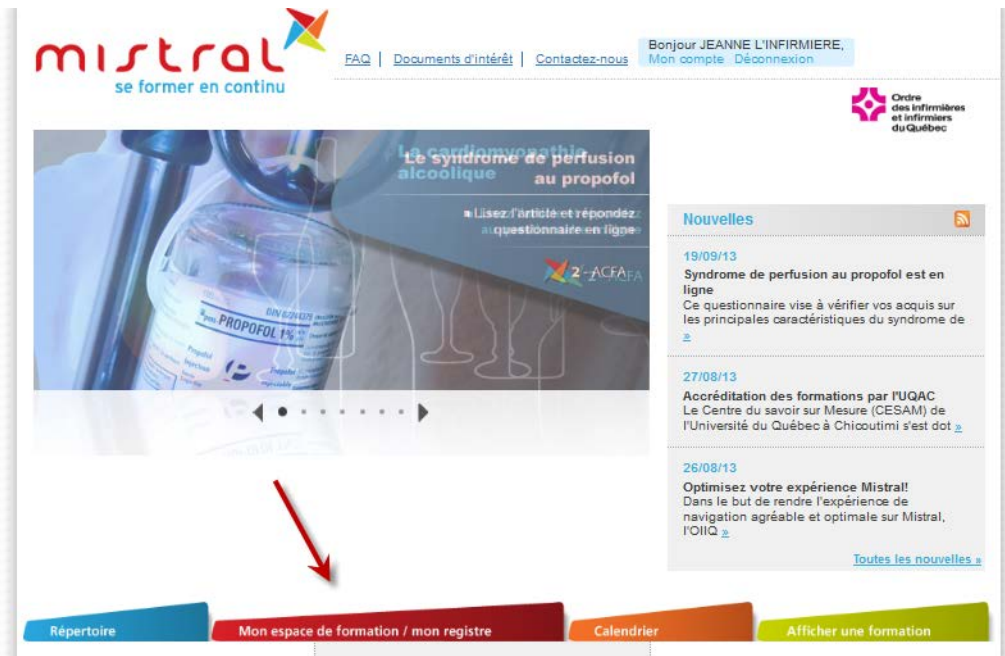 mistral
se former en continu
FAQ | Documents d'intérêt | Contactez-nous
Bonjour JEANNE L'INFIRMIERE,
Mon compte Déconnexion
Ordre
des infirmières
et infirmiers
du Québec
La cardiomyopathie
alcoolique
Le syndrome de perfusion
au propofol
Lisez l'article et répondez
questionnaire en ligne
PROPOFOL 1%
Propofol
Nouvelles
19/09/13
Syndrome de perfusion au propofol est en
ligne
Ce questionnaire vise à vérifier vos acquis sur
les principales caractéristiques du syndrome de
»
27/08/13
Accréditation des formations par l'UQAC
Le Centre du savoir sur Mesure (CESAM) de
l'Université du Québec à Chicoutimi s'est dot »
26/08/13
Optimisez votre expérience Mistral!
Dans le but de rendre l'expérience de
navigation agréable et optimale sur Mistral,
l'OIIQ »
Toutes les nouvelles »
Répertoire
Mon espace de formation / mon registre
Calendrier
Afficher une formation